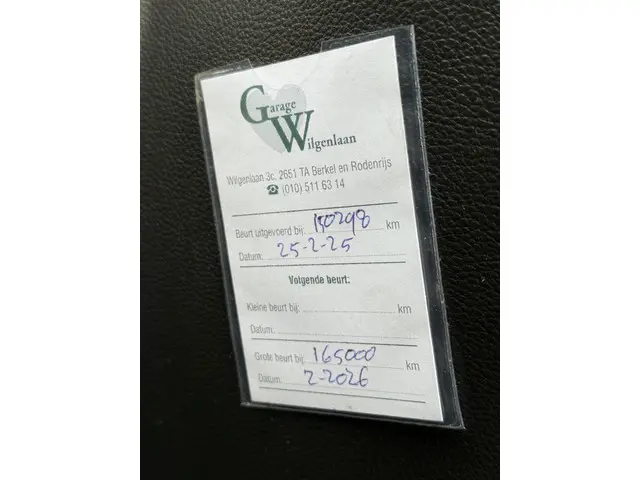 Garage
Wilgenlaan
Wilgenlaan 3c. 2651 TA Berkel en Rodenrijs
☎ (010) 511 63 14
Beurt uitgevoerd bij: 150298 km
Datum: 25-2-25
Volgende beurt:
Kleine beurt bij: km
Datum:
Grote beurt bij: 165000 km
Datum: 2-2026